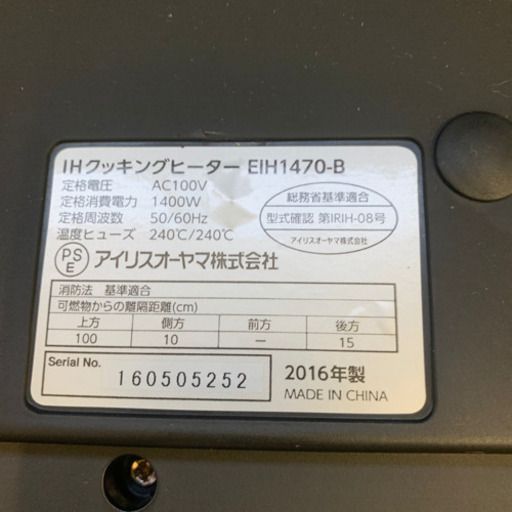 IHクッキングヒーター EIH1470-B
定格電圧 AC100V
定格消費電力 1400W
定格周波数 50/60Hz
温度ヒューズ 240℃/240℃
総務省基準適合
型式確認 第IRIH-08号
アイリスオーヤマ株式会社
PS
E
アイリスオーヤマ株式会社
消防法 基準適合
可燃物からの離隔距離(cm)
上方 側方 前方 後方
100 10 － 15
Serial No. 160505252
2016年製
MADE IN CHINA